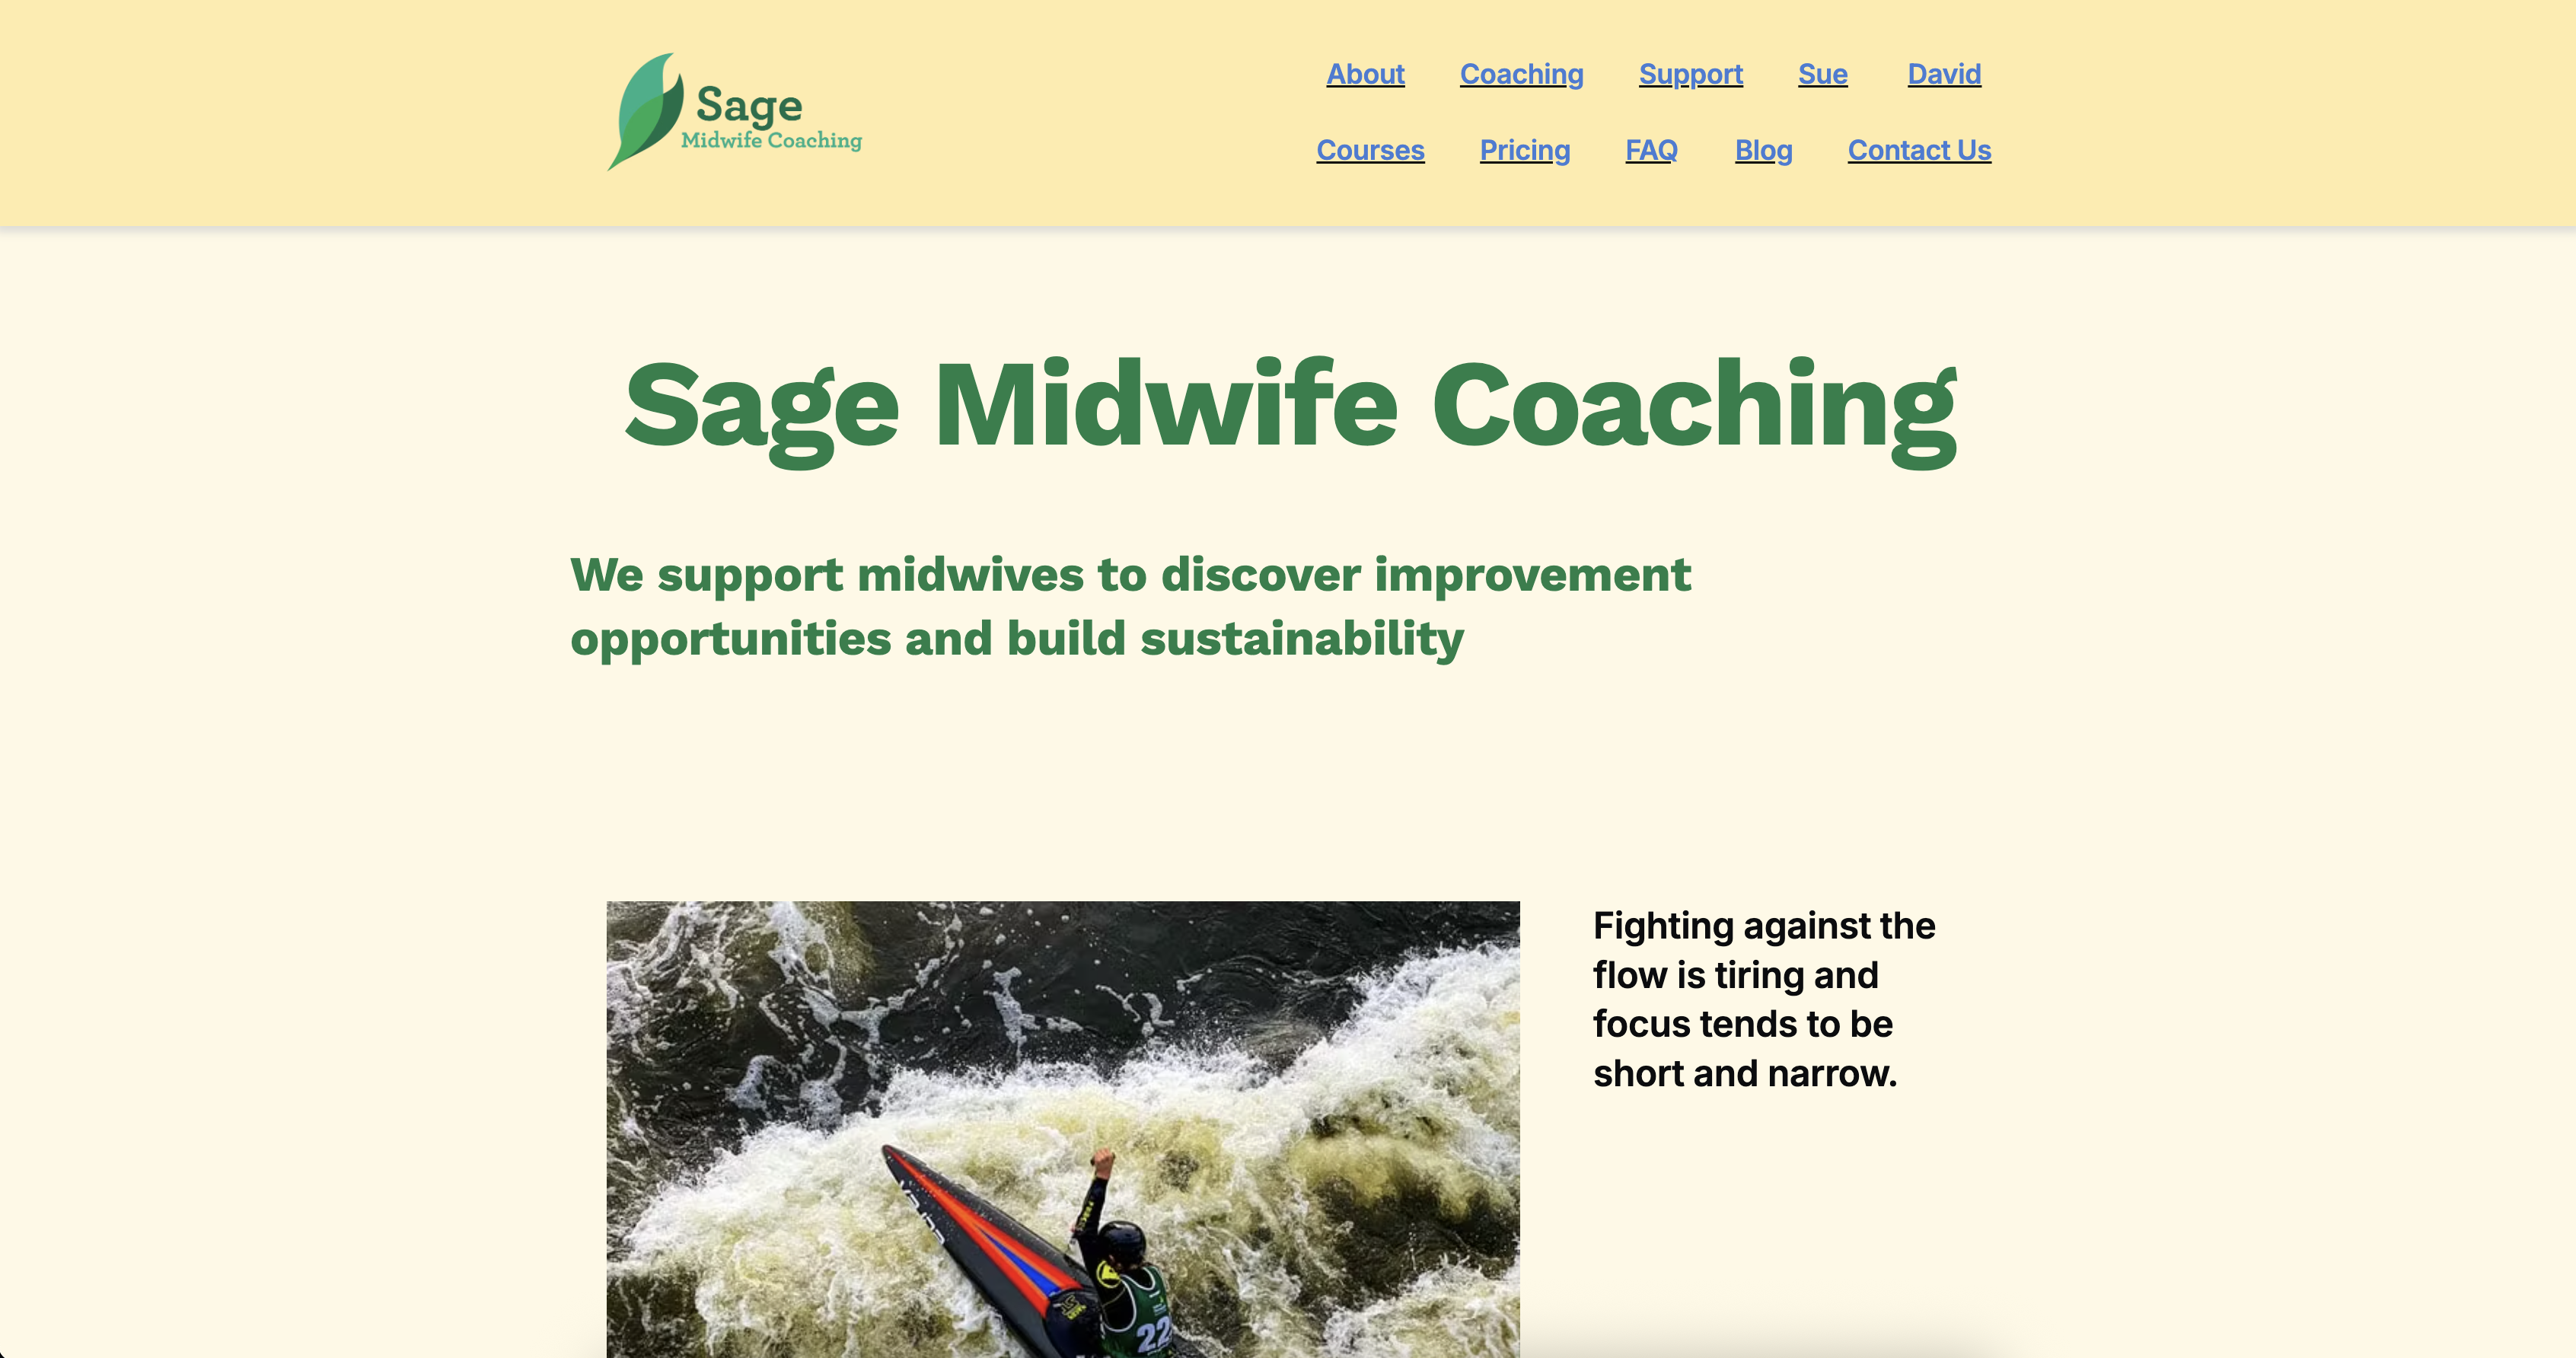 Sage
Midwife Coaching
About Coaching Support Sue David
Courses Pricing FAQ Blog Contact Us
Sage Midwife Coaching
We support midwives to discover improvement
opportunities and build sustainability
Fighting against the
flow is tiring and
focus tends to be
short and narrow.
22